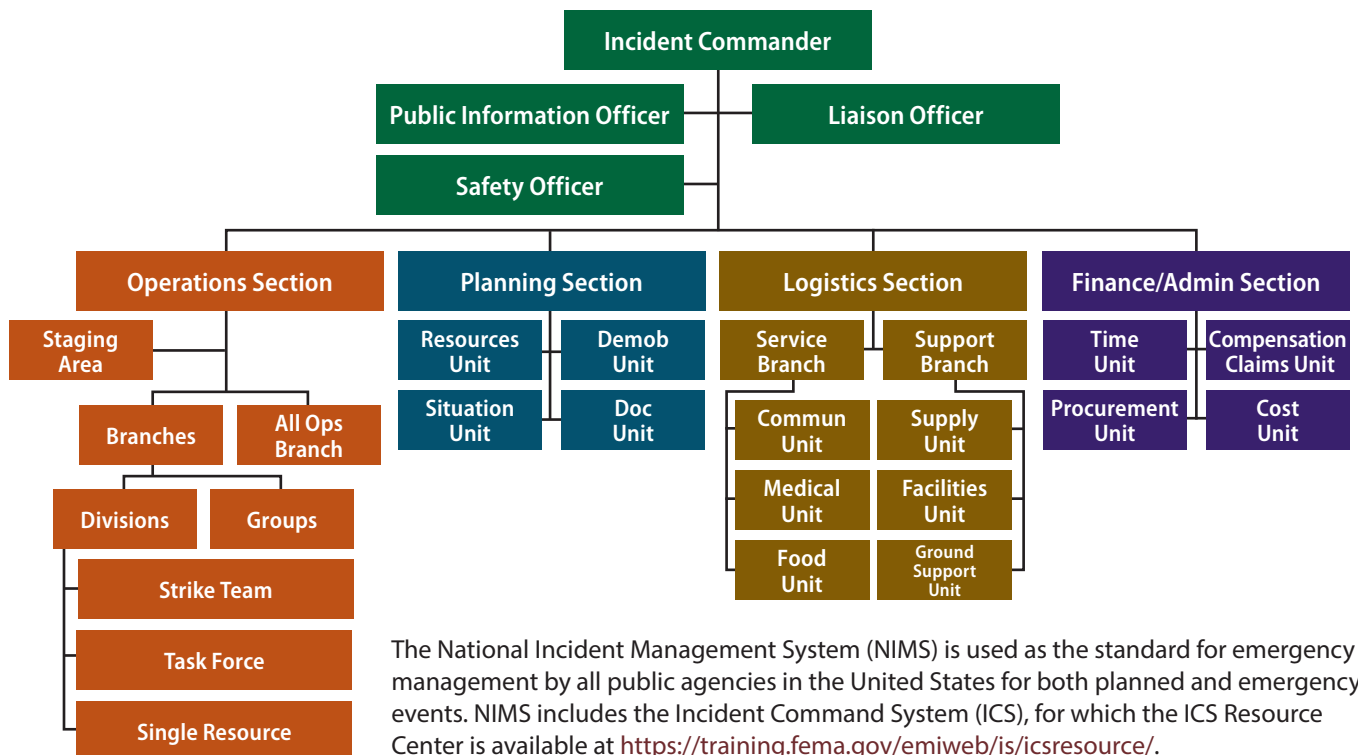 Incident Commander
Public Information Officer
Liaison Officer
Safety Officer
Operations Section
Planning Section
Logistics Section
Finance/Admin Section
Staging
Area
Resources
Unit
Demob
Unit
Service
Branch
Support
Branch
Time
Unit
Compensation
Claims Unit
Branches
All Ops
Branch
Situation
Unit
Doc
Unit
Commun
Unit
Supply
Unit
Procurement
Unit
Cost
Unit
Divisions
Groups
Medical
Unit
Facilities
Unit
Strike Team
Food
Unit
Ground
Support
Unit
Task Force
Single Resource
The National Incident Management System (NIMS) is used as the standard for emergency
management by all public agencies in the United States for both planned and emergency
events. NIMS includes the Incident Command System (ICS), for which the ICS Resource
Center is available at https://training.fema.gov/emiweb/is/icsresource/.